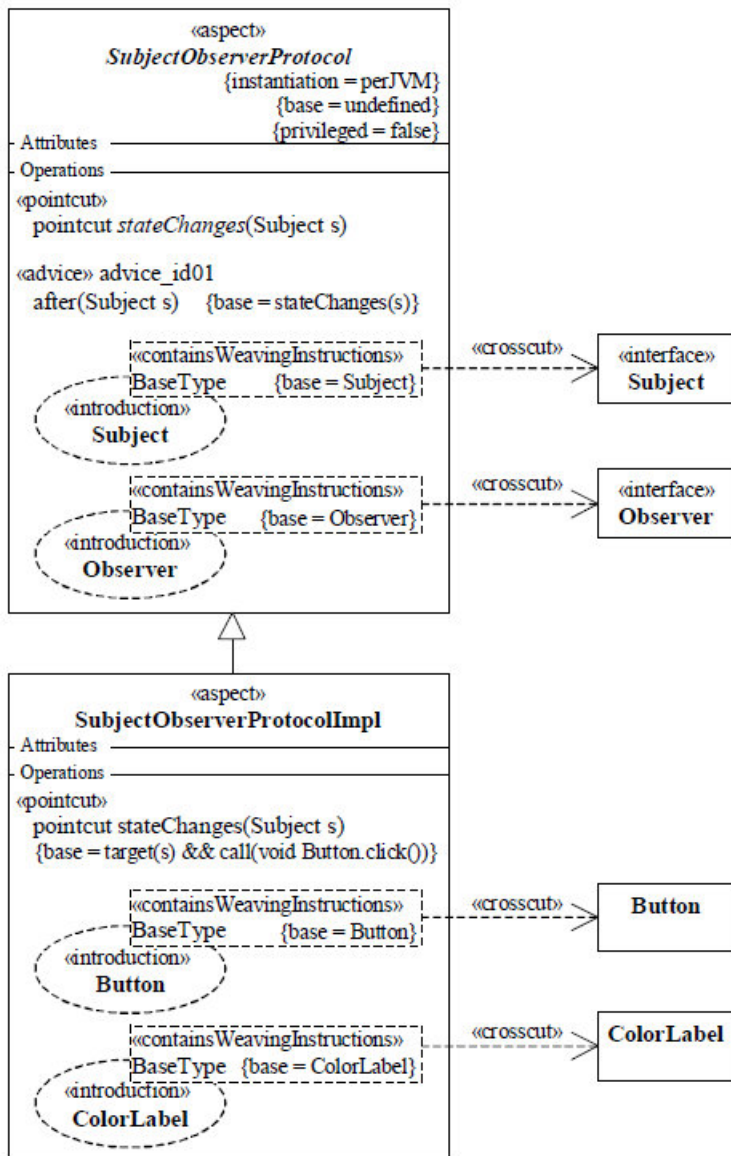 «aspect»
SubjectObserverProtocol
{instantiation = perJVM}
{base = undefined}
{privileged = false}
Attributes
Operations
«pointcut»
pointcut stateChanges(Subject s)
«advice» advice_id01
after(Subject s) {base = stateChanges(s)}
«containsWeavingInstructions»
BaseType {base = Subject}
«introduction»
Subject
«crosscut»
«interface»
Subject
«containsWeavingInstructions»
BaseType {base = Observer}
«introduction»
Observer
«crosscut»
«interface»
Observer
«aspect»
SubjectObserverProtocolImpl
Attributes
Operations
«pointcut»
pointcut stateChanges(Subject s)
{base = target(s) && call(void Button.click())}
«containsWeavingInstructions»
BaseType {base = Button}
«introduction»
Button
«crosscut»
Button
«containsWeavingInstructions»
BaseType {base = ColorLabel}
«introduction»
ColorLabel
«crosscut»
ColorLabel